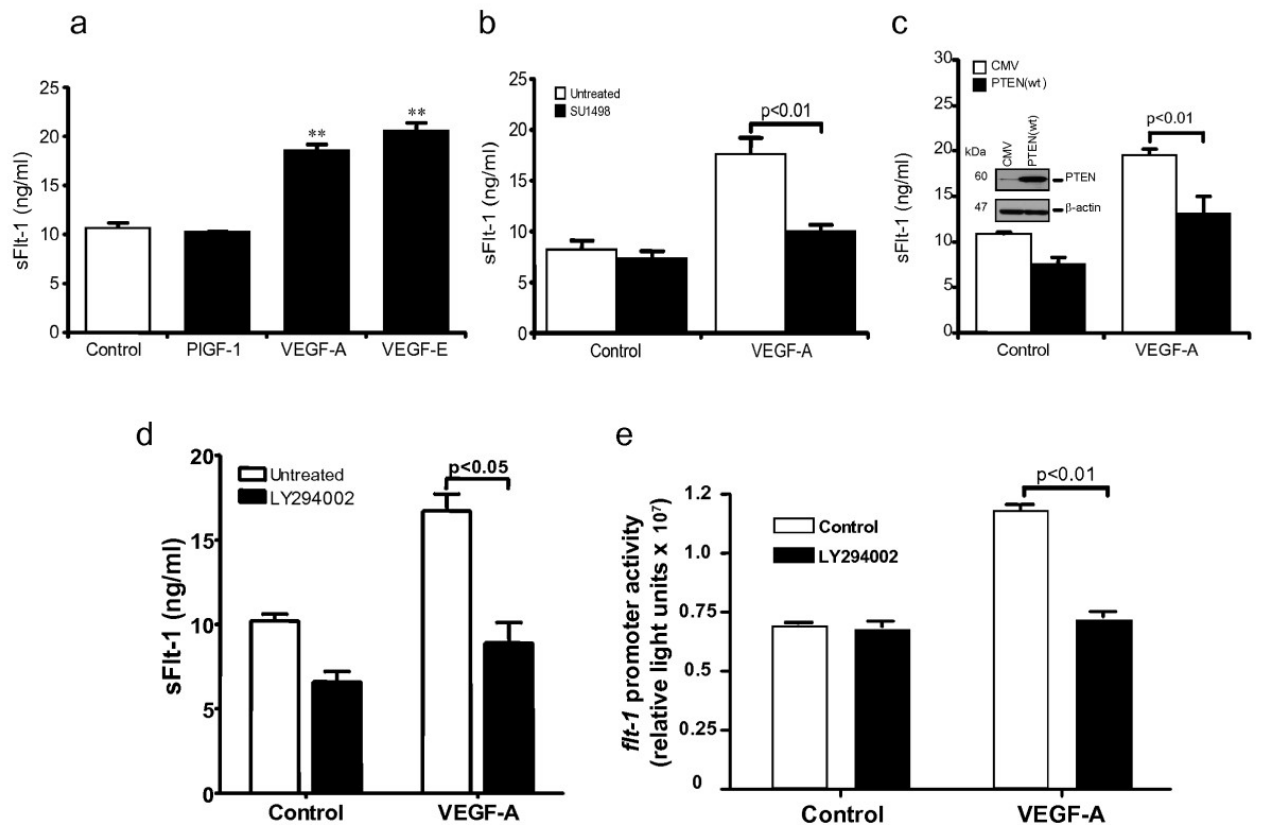 a
25
20
15
10
5
0
sFlt-1 (ng/ml)
**
**
Control
PlGF-1
VEGF-A
VEGF-E
b
25
20
15
10
5
0
sFlt-1 (ng/ml)
Untreated
SU1498
p<0.01
Control
VEGF-A
c
30
25
20
15
10
5
0
sFlt-1 (ng/ml)
CMV
PTEN(wt)
p<0.01
kDa
CMV
PTEN(wt)
60
PTEN
47
β-actin
Control
VEGF-A
d
20
15
10
5
0
sFlt-1 (ng/ml)
Untreated
LY294002
p<0.05
Control
VEGF-A
e
1.2
1.0
0.75
0.5
0.25
0
flt-1 promoter activity
(relative light units x 10⁷)
Control
LY294002
p<0.01
Control
VEGF-A